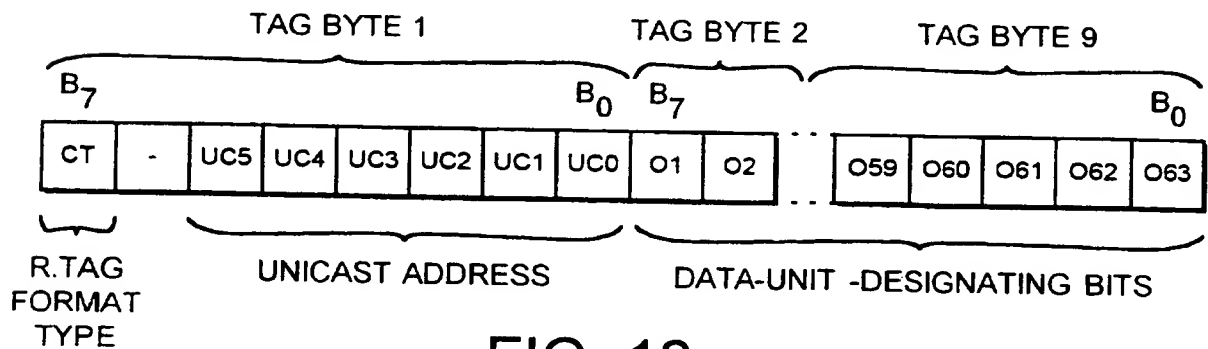 TAG BYTE 1 TAG BYTE 2 TAG BYTE 9
B7 B0 B7 B0
CT - UC5 UC4 UC3 UC2 UC1 UC0 O1 O2 O59 O60 O61 O62 O63
R.TAG FORMAT TYPE
UNICAST ADDRESS
DATA-UNIT -DESIGNATING BITS